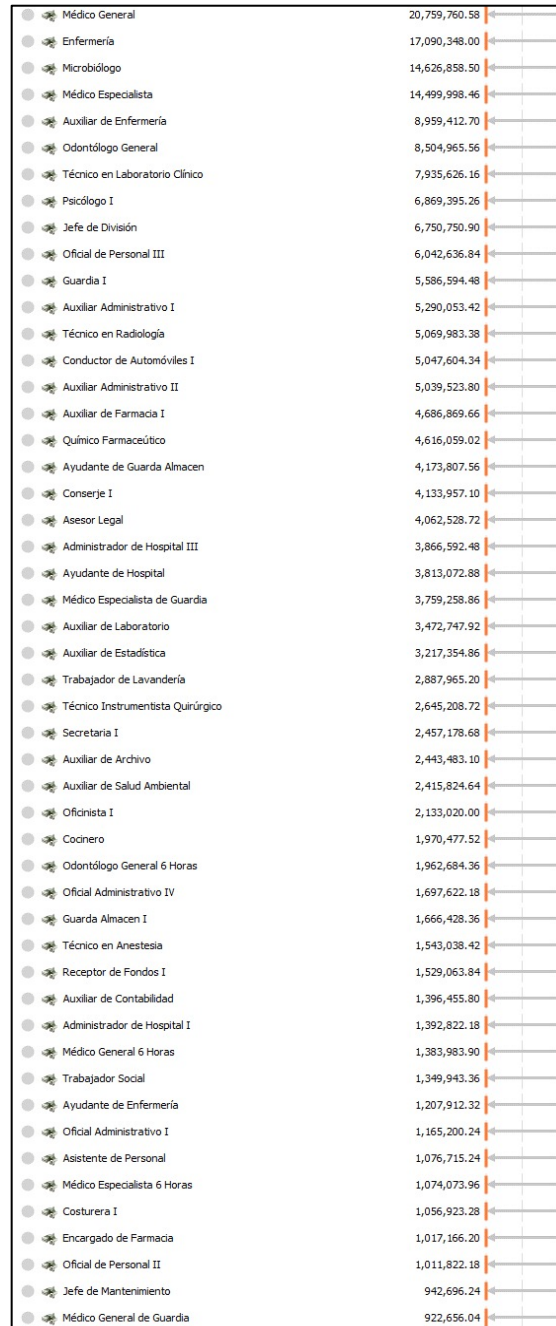 Médico General 20,759,760.58
Enfermería 17,090,348.00
Microbiólogo 14,626,858.50
Médico Especialista 14,499,998.46
Auxiliar de Enfermería 8,959,412.70
Odontólogo General 8,504,965.56
Técnico en Laboratorio Clínico 7,935,626.16
Psicólogo I 6,869,395.26
Jefe de División 6,750,750.90
Oficial de Personal III 6,042,636.84
Guardia I 5,586,594.48
Auxiliar Administrativo I 5,290,053.42
Técnico en Radiología 5,069,983.38
Conductor de Automóviles I 5,047,604.34
Auxiliar Administrativo II 5,039,523.80
Auxiliar de Farmacia I 4,686,869.66
Químico Farmaceútico 4,616,059.02
Ayudante de Guarda Almacen 4,173,807.56
Conserje I 4,133,957.10
Asesor Legal 4,062,528.72
Administrador de Hospital III 3,866,592.48
Ayudante de Hospital 3,813,072.88
Médico Especialista de Guardia 3,759,258.86
Auxiliar de Laboratorio 3,472,747.92
Auxiliar de Estadística 3,217,354.86
Trabajador de Lavandería 2,887,965.20
Técnico Instrumentista Quirúrgico 2,645,208.72
Secretaria I 2,457,178.68
Auxiliar de Archivo 2,443,483.10
Auxiliar de Salud Ambiental 2,415,824.64
Oficinista I 2,133,020.00
Cocinero 1,970,477.52
Odontólogo General 6 Horas 1,962,684.36
Oficial Administrativo IV 1,697,622.18
Guarda Almacen I 1,666,428.36
Técnico en Anestesia 1,543,038.42
Receptor de Fondos I 1,529,063.84
Auxiliar de Contabilidad 1,396,455.80
Administrador de Hospital I 1,392,822.18
Médico General 6 Horas 1,383,983.90
Trabajador Social 1,349,943.36
Ayudante de Enfermería 1,207,912.32
Oficial Administrativo I 1,165,200.24
Asistente de Personal 1,076,715.24
Médico Especialista 6 Horas 1,074,073.96
Costurera I 1,056,923.28
Encargado de Farmacia 1,017,166.20
Oficial de Personal II 1,011,822.18
Jefe de Mantenimiento 942,696.24
Médico General de Guardia 922,656.04